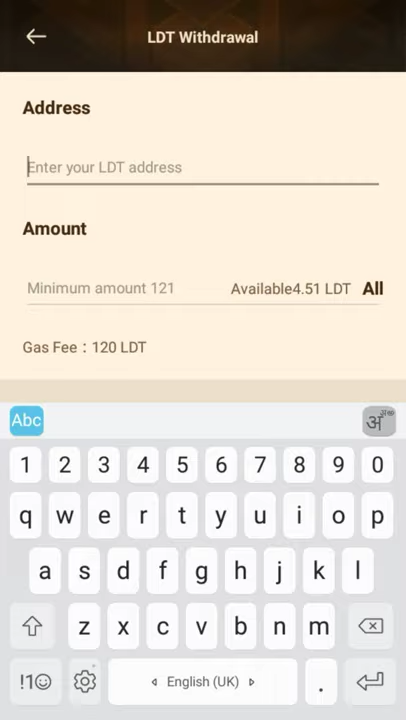 LDT Withdrawal
Address
Enter your LDT address
Amount
Minimum amount 121 Available4.51 LDT All
Gas Fee : 120 LDT
Abc
1 2 3 4 5 6 7 8 9 0
q w e r t y u i o p
a s d f g h j k l
z x c v b n m
!1☺ English (UK) .